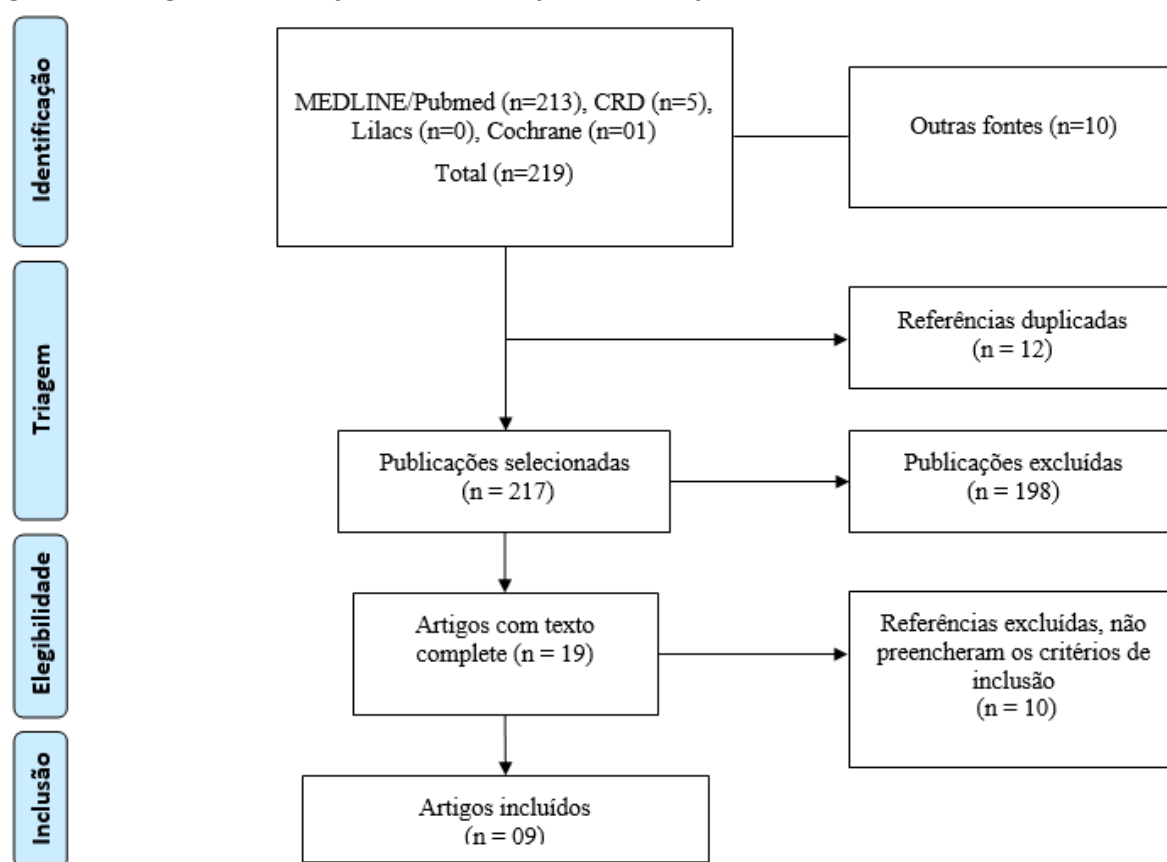 Identificação
MEDLINE/Pubmed (n=213), CRD (n=5),
Lilacs (n=0), Cochrane (n=01)
Total (n=219)
Outras fontes (n=10)
Triagem
Referências duplicadas
(n = 12)
Publicações selecionadas
(n = 217)
Publicações excluídas
(n = 198)
Elegibilidade
Artigos com texto
complete (n = 19)
Referências excluídas, não
preencheram os critérios de
inclusão
(n = 10)
Inclusão
Artigos incluídos
(n = 09)